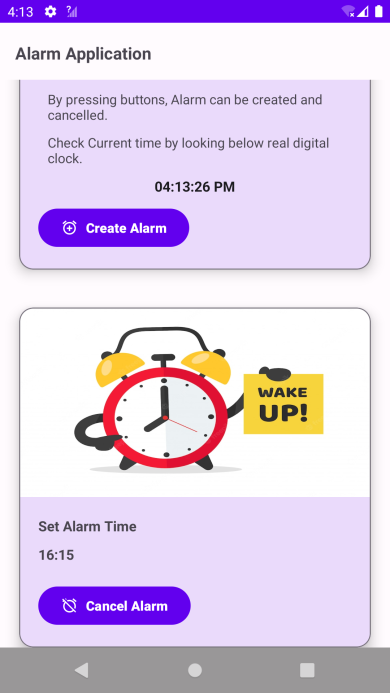 4:13
Alarm Application
By pressing buttons, Alarm can be created and
cancelled.
Check Current time by looking below real digital
clock.
04:13:26 PM
Create Alarm
WAKE
UP!
Set Alarm Time
16:15
Cancel Alarm